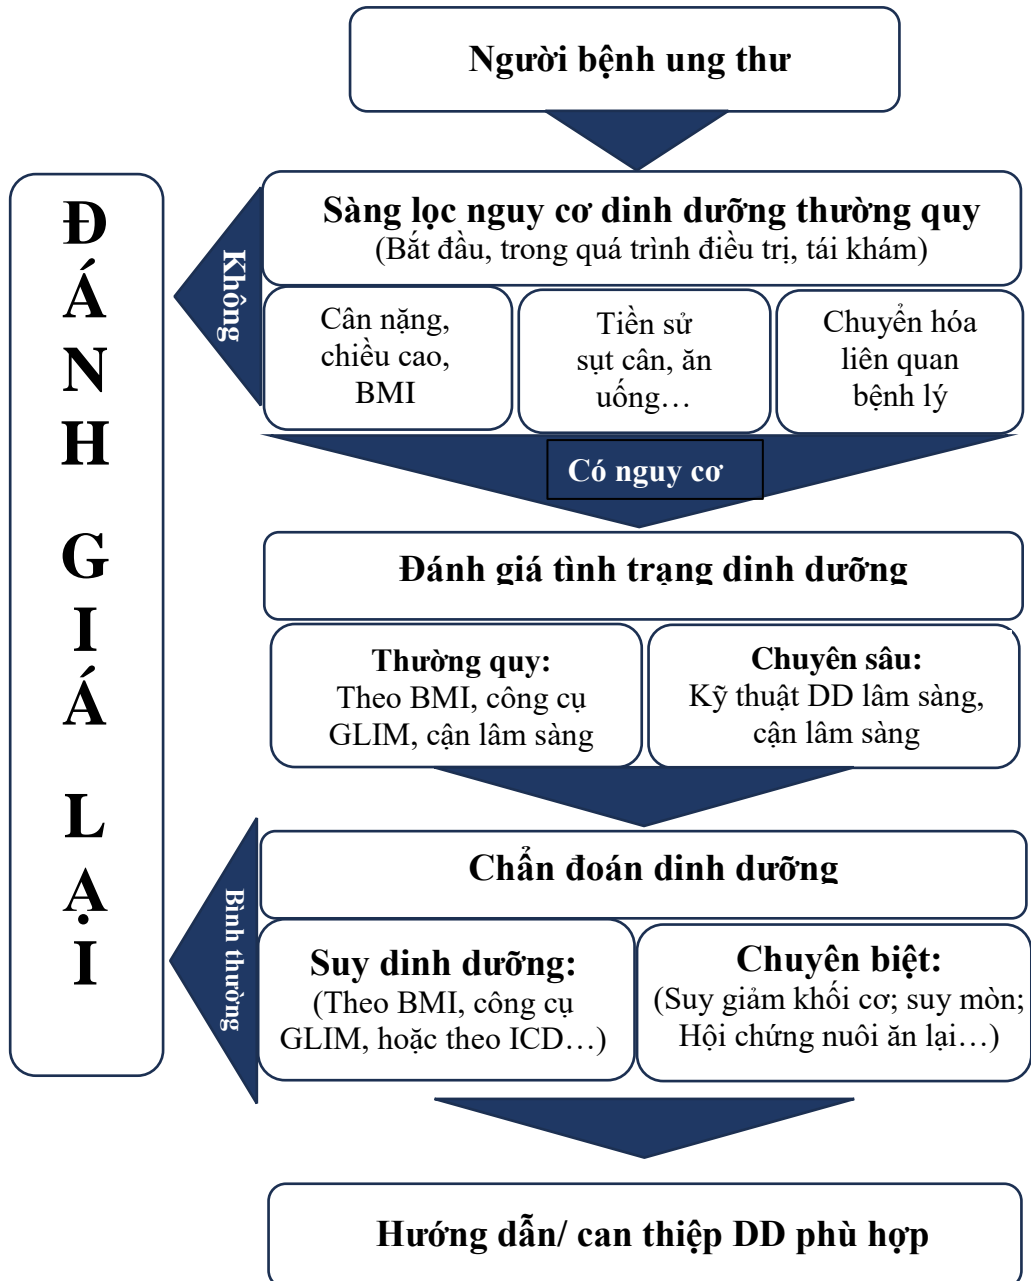 Người bệnh ung thư
ĐÁNH GIÁ LẠI
Sàng lọc nguy cơ dinh dưỡng thường quy
(Bắt đầu, trong quá trình điều trị, tái khám)
Không
Cân nặng,
chiều cao,
BMI
Tiền sử
sụt cân, ăn
uống…
Chuyển hóa
liên quan
bệnh lý
Có nguy cơ
Đánh giá tình trạng dinh dưỡng
Thường quy:
Theo BMI, công cụ
GLIM, cận lâm sàng
Chuyên sâu:
Kỹ thuật DD lâm sàng,
cận lâm sàng
Chẩn đoán dinh dưỡng
Bình thường
Suy dinh dưỡng:
(Theo BMI, công cụ
GLIM, hoặc theo ICD…)
Chuyên biệt:
(Suy giảm khối cơ; suy mòn;
Hội chứng nuôi ăn lại…)
Hướng dẫn/ can thiệp DD phù hợp